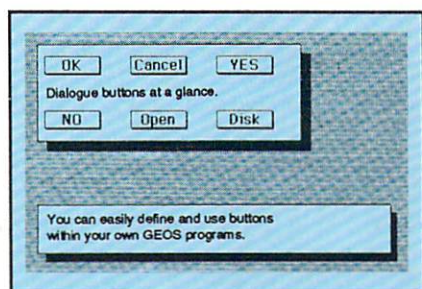 OK Cancel YES
Dialogue buttons at a glance.
NO Open Disk
You can easily define and use buttons
within your own GEOS programs.